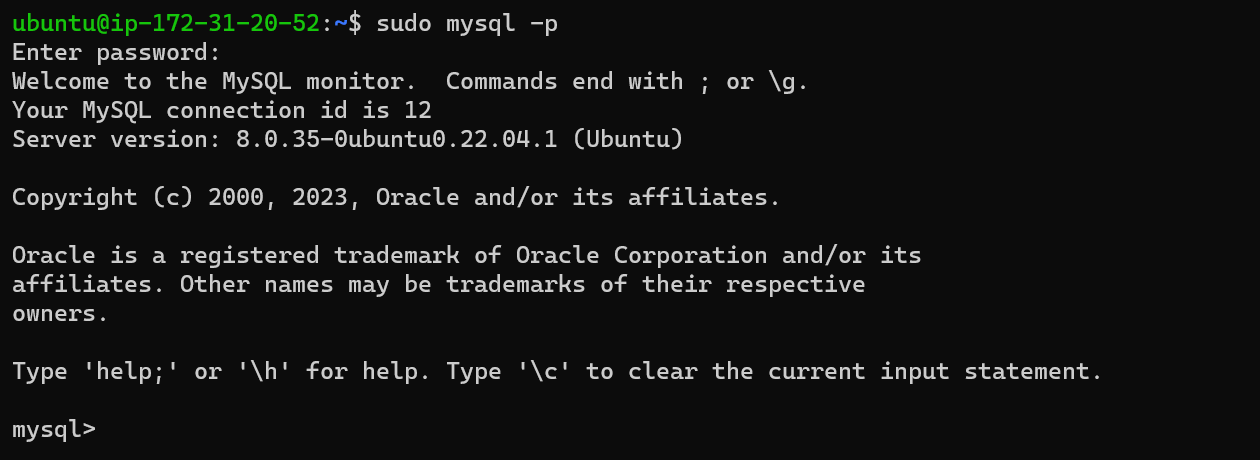 ubuntu@ip-172-31-20-52:~$ sudo mysql -p
Enter password:
Welcome to the MySQL monitor.  Commands end with ; or \g.
Your MySQL connection id is 12
Server version: 8.0.35-0ubuntu0.22.04.1 (Ubuntu)
Copyright (c) 2000, 2023, Oracle and/or its affiliates.
Oracle is a registered trademark of Oracle Corporation and/or its
affiliates. Other names may be trademarks of their respective
owners.
Type 'help;' or '\h' for help. Type '\c' to clear the current input statement.
mysql>